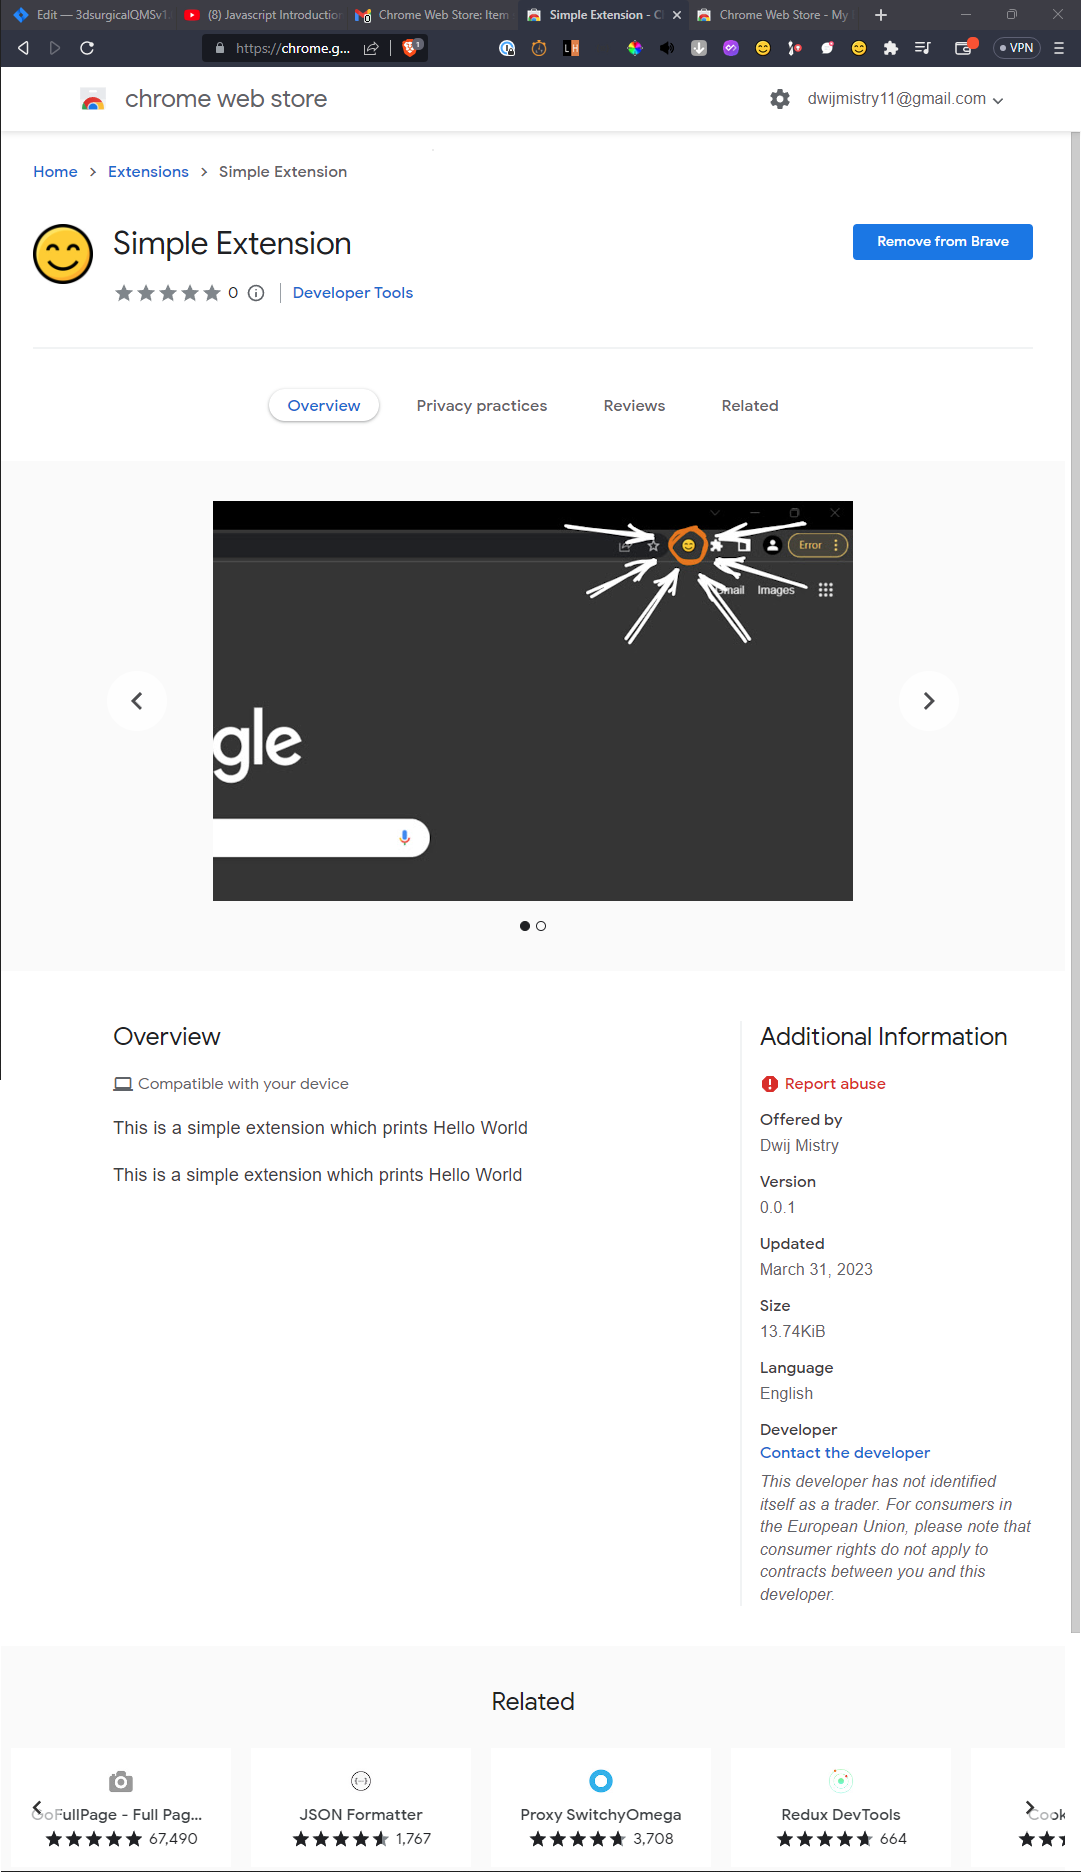 Edit — 3dsurgicalQMSv1.
(8) Javascript Introduction
Chrome Web Store: Item
Simple Extension - C
Chrome Web Store - My
https://chrome.g...
1
VPN
chrome web store
dwijmistry11@gmail.com
Home > Extensions > Simple Extension
Simple Extension
Remove from Brave
0
Developer Tools
Overview
Privacy practices
Reviews
Related
Error
Gmail
Images
gle
Overview
Compatible with your device
This is a simple extension which prints Hello World
This is a simple extension which prints Hello World
Additional Information
Report abuse
Offered by
Dwij Mistry
Version
0.0.1
Updated
March 31, 2023
Size
13.74KiB
Language
English
Developer
Contact the developer
This developer has not identified
itself as a trader. For consumers in
the European Union, please note that
consumer rights do not apply to
contracts between you and this
developer.
Related
GoFullPage - Full Pag...
67,490
JSON Formatter
1,767
Proxy SwitchyOmega
3,708
Redux DevTools
664
Cook